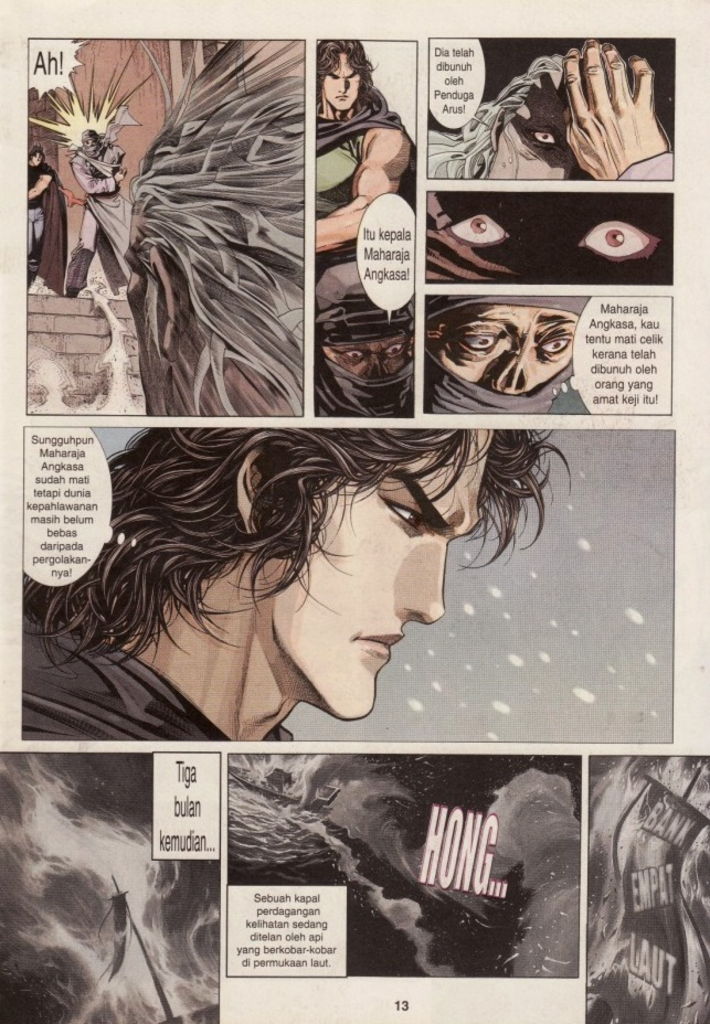 Ah!
Itu kepala
Maharaja
Angkasa!
Dia telah
dibunuh
oleh
Penduga
Arus!
Maharaja
Angkasa, kau
tentu mati celik
kerana telah
dibunuh oleh
orang yang
amat keji itu!
Sungguhpun
Maharaja
Angkasa
sudah mati
tetapi dunia
kepahlawanan
masih belum
bebas
daripada
pergolakan-
nya!
Tiga
bulan
kemudian...
HONG...
Sebuah kapal
perdagangan
kelihatan sedang
ditelan oleh api
yang berkobar-kobar
di permukaan laut.
BANK
EMPAT
LAUT
13